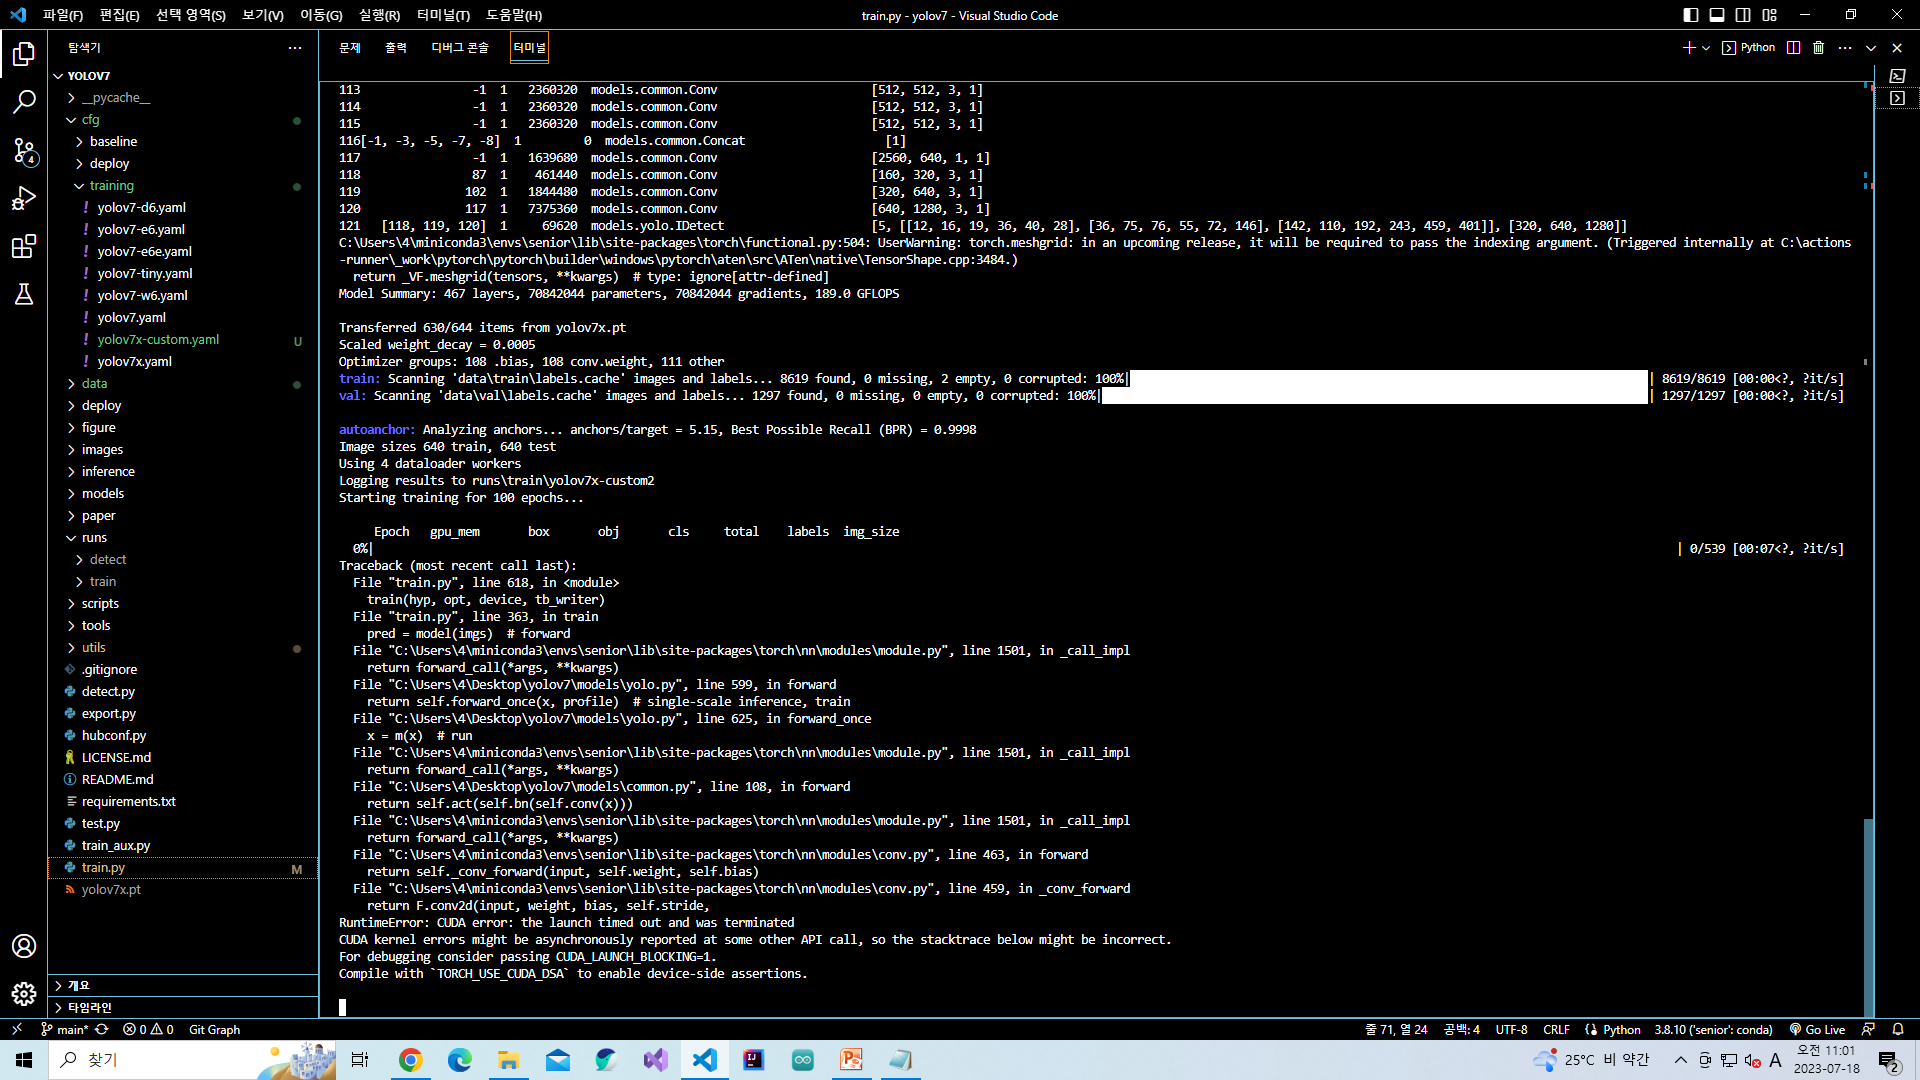 파일(F) 편집(E) 선택 영역(S) 보기(V) 이동(G) 실행(R) 터미널(T) 도움말(H)
train.py - yolov7 - Visual Studio Code
탐색기
YOLOV7
__pycache__
cfg
baseline
deploy
training
yolov7-d6.yaml
yolov7-e6.yaml
yolov7-e6e.yaml
yolov7-tiny.yaml
yolov7-w6.yaml
yolov7.yaml
yolov7x-custom.yaml U
yolov7x.yaml
data
deploy
figure
images
inference
models
paper
runs
detect
train
scripts
tools
utils
.gitignore
detect.py
export.py
hubconf.py
LICENSE.md
README.md
requirements.txt
test.py
train_aux.py
train.py M
yolov7x.pt
개요
타임라인
4
문제 출력 디버그 콘솔 터미널
Python
113 -1 1 2360320 models.common.Conv [512, 512, 3, 1]
114 -1 1 2360320 models.common.Conv [512, 512, 3, 1]
115 -1 1 2360320 models.common.Conv [512, 512, 3, 1]
116[-1, -3, -5, -7, -8] 1 0 models.common.Concat [1]
117 -1 1 1639680 models.common.Conv [2560, 640, 1, 1]
118 87 1 461440 models.common.Conv [160, 320, 3, 1]
119 102 1 1844480 models.common.Conv [320, 640, 3, 1]
120 117 1 7375360 models.common.Conv [640, 1280, 3, 1]
121 [118, 119, 120] 1 69620 models.yolo.IDetect [5, [[12, 16, 19, 36, 40, 28], [36, 75, 76, 55, 72, 146], [142, 110, 192, 243, 459, 401]], [320, 640, 1280]]
C:\Users\4\miniconda3\envs\senior\lib\site-packages\torch\functional.py:504: UserWarning: torch.meshgrid: in an upcoming release, it will be required to pass the indexing argument. (Triggered internally at C:\actions
-runner\_work\pytorch\pytorch\builder\windows\pytorch\aten\src\ATen\native\TensorShape.cpp:3484.)
return _VF.meshgrid(tensors, **kwargs) # type: ignore[attr-defined]
Model Summary: 467 layers, 70842044 parameters, 70842044 gradients, 189.0 GFLOPS
Transferred 630/644 items from yolov7x.pt
Scaled weight_decay = 0.0005
Optimizer groups: 108 .bias, 108 conv.weight, 111 other
train: Scanning 'data\train\labels.cache' images and labels... 8619 found, 0 missing, 2 empty, 0 corrupted: 100%| | 8619/8619 [00:00<?, ?it/s]
val: Scanning 'data\val\labels.cache' images and labels... 1297 found, 0 missing, 0 empty, 0 corrupted: 100%| | 1297/1297 [00:00<?, ?it/s]
autoanchor: Analyzing anchors... anchors/target = 5.15, Best Possible Recall (BPR) = 0.9998
Image sizes 640 train, 640 test
Using 4 dataloader workers
Logging results to runs\train\yolov7x-custom2
Starting training for 100 epochs...
Epoch gpu_mem box obj cls total labels img_size
0%| | 0/539 [00:07<?, ?it/s]
Traceback (most recent call last):
File "train.py", line 618, in <module>
train(hyp, opt, device, tb_writer)
File "train.py", line 363, in train
pred = model(imgs) # forward
File "C:\Users\4\miniconda3\envs\senior\lib\site-packages\torch\nn\modules\module.py", line 1501, in _call_impl
return forward_call(*args, **kwargs)
File "C:\Users\4\Desktop\yolov7\models\yolo.py", line 599, in forward
return self.forward_once(x, profile) # single-scale inference, train
File "C:\Users\4\Desktop\yolov7\models\yolo.py", line 625, in forward_once
x = m(x) # run
File "C:\Users\4\miniconda3\envs\senior\lib\site-packages\torch\nn\modules\module.py", line 1501, in _call_impl
return forward_call(*args, **kwargs)
File "C:\Users\4\Desktop\yolov7\models\common.py", line 108, in forward
return self.act(self.bn(self.conv(x)))
File "C:\Users\4\miniconda3\envs\senior\lib\site-packages\torch\nn\modules\module.py", line 1501, in _call_impl
return forward_call(*args, **kwargs)
File "C:\Users\4\miniconda3\envs\senior\lib\site-packages\torch\nn\modules\conv.py", line 463, in forward
return self._conv_forward(input, self.weight, self.bias)
File "C:\Users\4\miniconda3\envs\senior\lib\site-packages\torch\nn\modules\conv.py", line 459, in _conv_forward
return F.conv2d(input, weight, bias, self.stride,
RuntimeError: CUDA error: the launch timed out and was terminated
CUDA kernel errors might be asynchronously reported at some other API call, so the stacktrace below might be incorrect.
For debugging consider passing CUDA_LAUNCH_BLOCKING=1.
Compile with `TORCH_USE_CUDA_DSA` to enable device-side assertions.
main* 0 0 Git Graph
줄 71, 열 24 공백: 4 UTF-8 CRLF Python 3.8.10 ('senior': conda) Go Live
찾기
25°C 비 약간
A
오전 11:01
2023-07-18
2